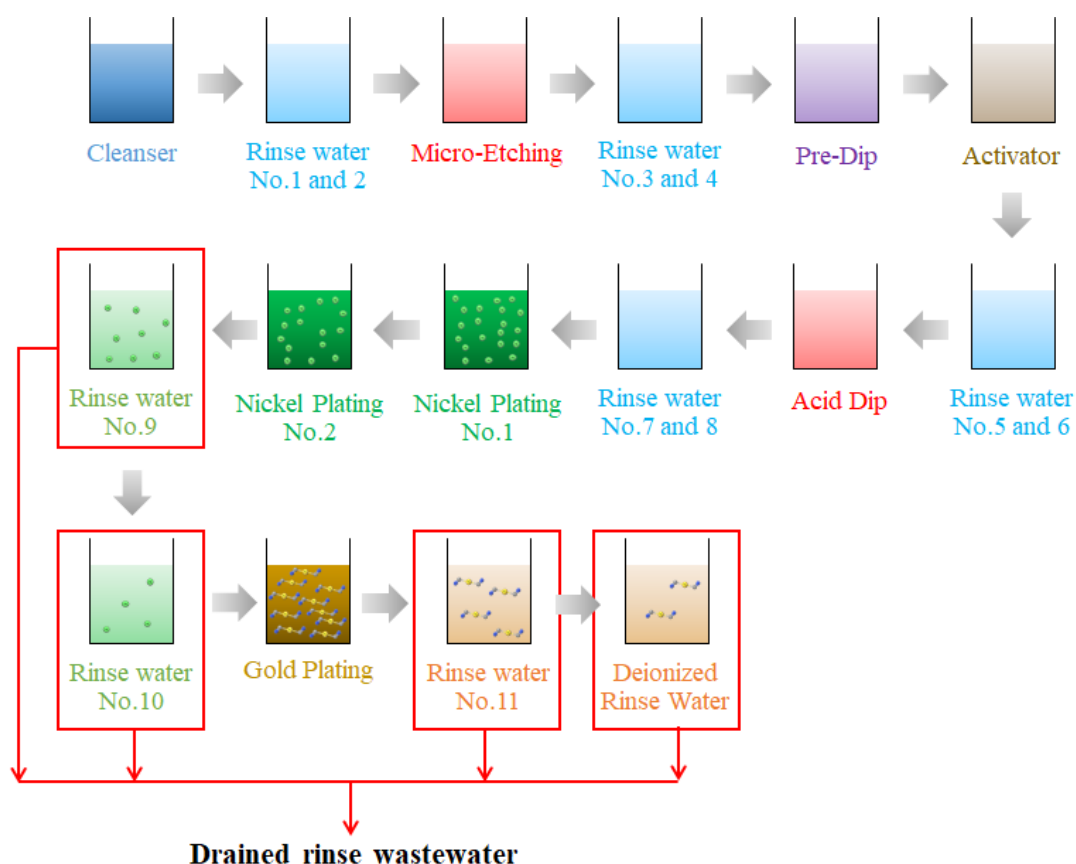 Cleanser
Rinse water
No.1 and 2
Micro-Etching
Rinse water
No.3 and 4
Pre-Dip
Activator
Rinse water
No.9
Nickel Plating
No.2
Nickel Plating
No.1
Rinse water
No.7 and 8
Acid Dip
Rinse water
No.5 and 6
Rinse water
No.10
Gold Plating
Rinse water
No.11
Deionized
Rinse Water
Drained rinse wastewater